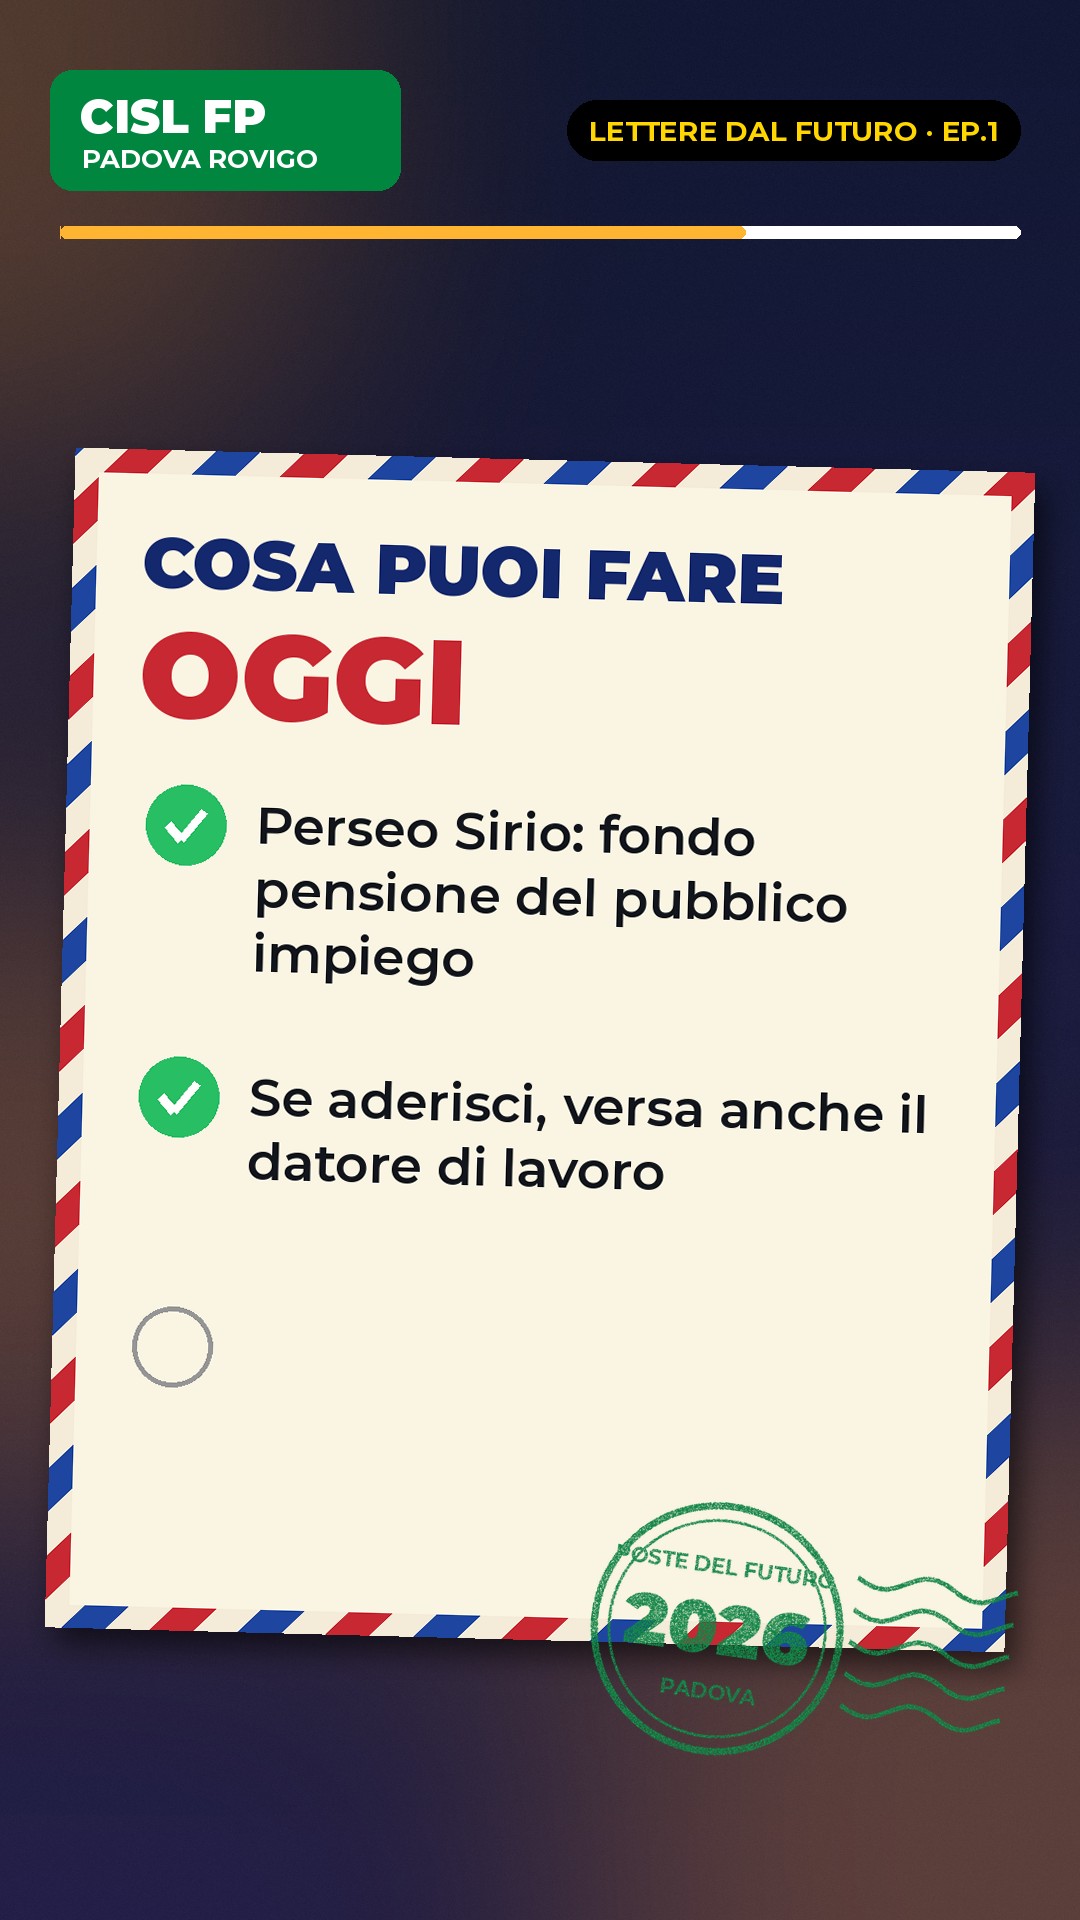 CISL FP
PADOVA ROVIGO
LETTERE DAL FUTURO · EP.1
COSA PUOI FARE
OGGI
Perseo Sirio: fondo
pensione del pubblico
impiego
Se aderisci, versa anche il
datore di lavoro
POSTE DEL FUTURO
2026
PADOVA